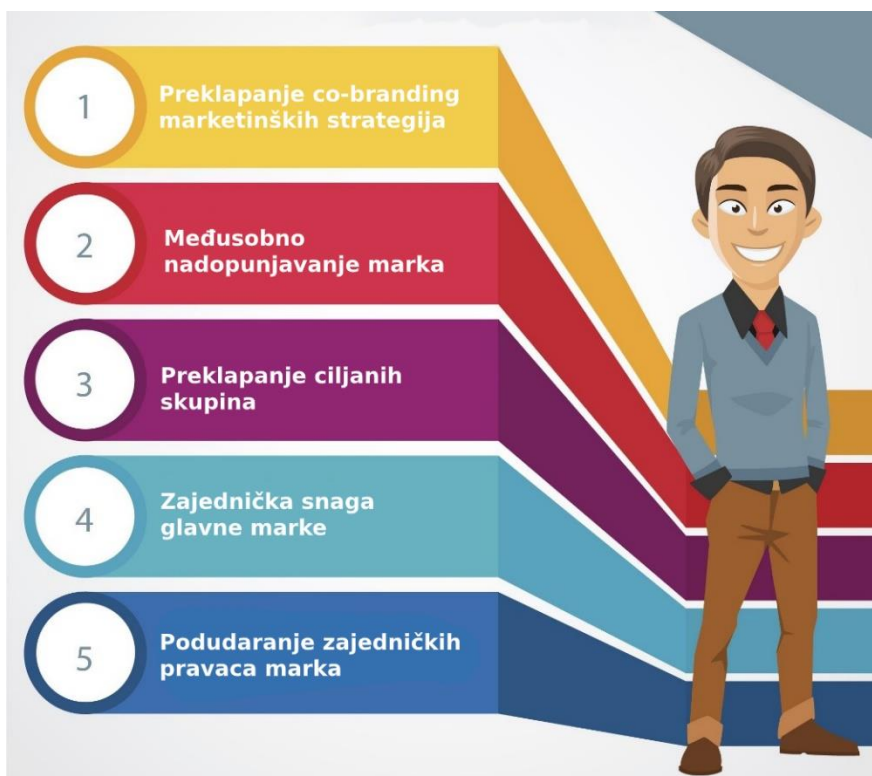 1
Preklapanje co-branding
marketinških strategija
2
Međusobno
nadopunjavanje marka
3
Preklapanje ciljanih
skupina
4
Zajednička snaga
glavne marke
5
Podudaranje zajedničkih
pravaca marka